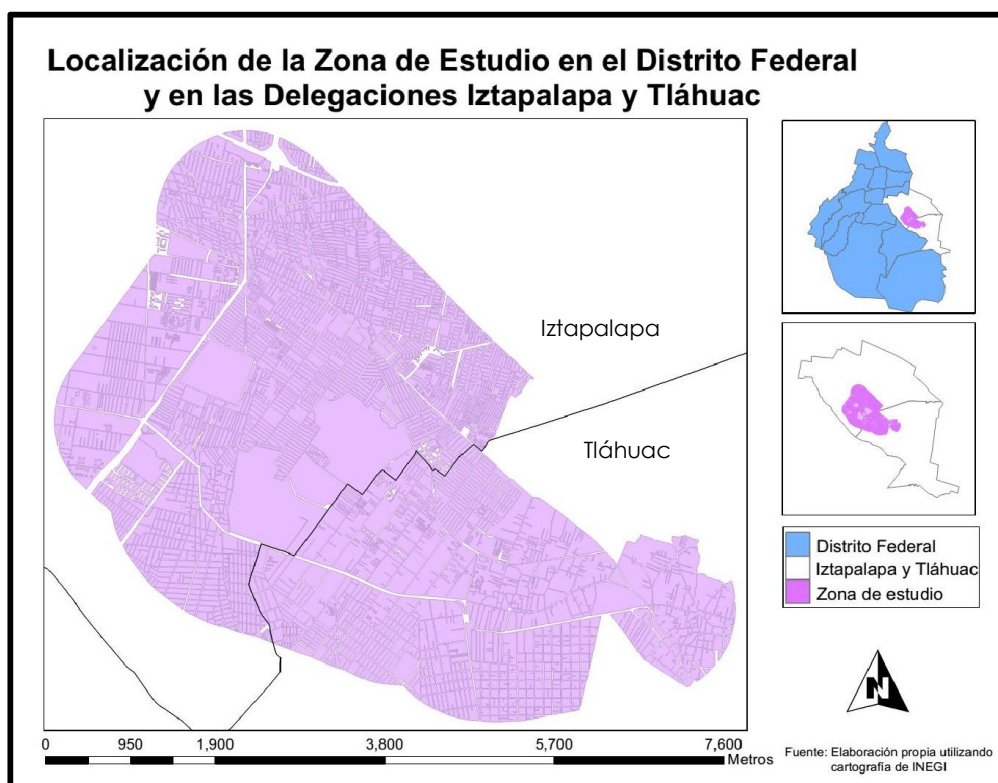 Localización de la Zona de Estudio en el Distrito Federal
y en las Delegaciones Iztapalapa y Tláhuac
Iztapalapa
Tláhuac
Distrito Federal
Iztapalapa y Tláhuac
Zona de estudio
N
0 950 1,900 3,800 5,700 7,600
Metros
Fuente: Elaboración propia utilizando
cartografía de INEGI